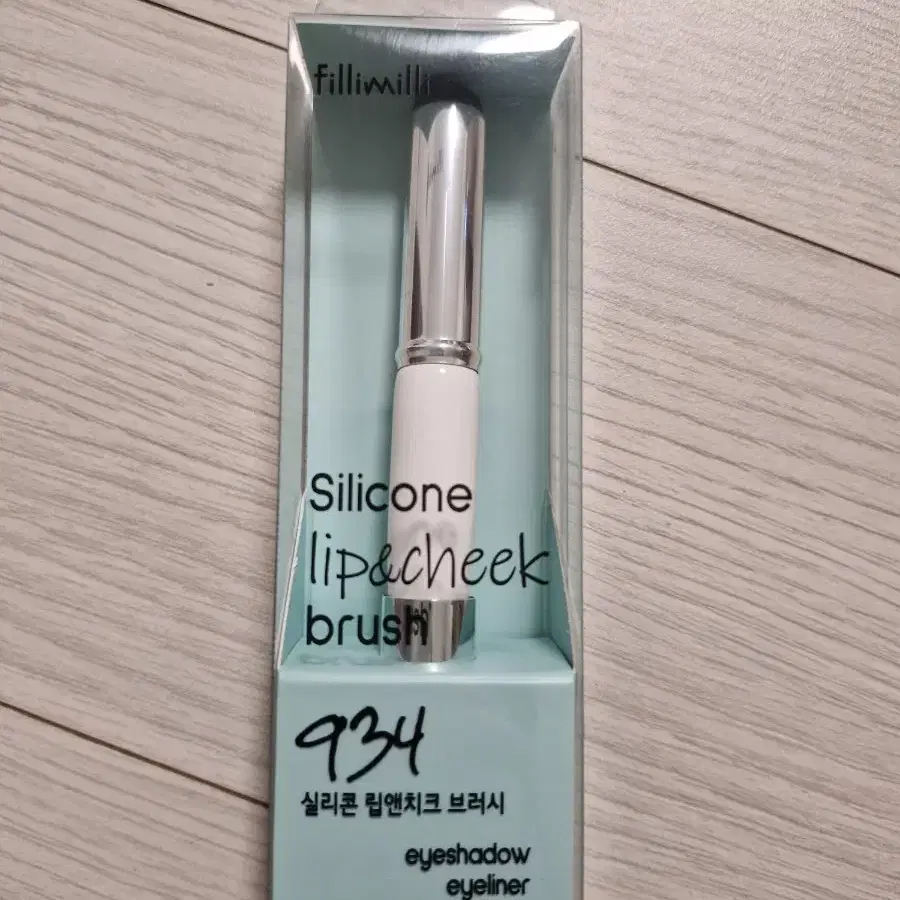 fillimilli
Silicone
lip&cheek
brush
934
실리콘 립앤치크 브러시
eyeshadow
eyeliner